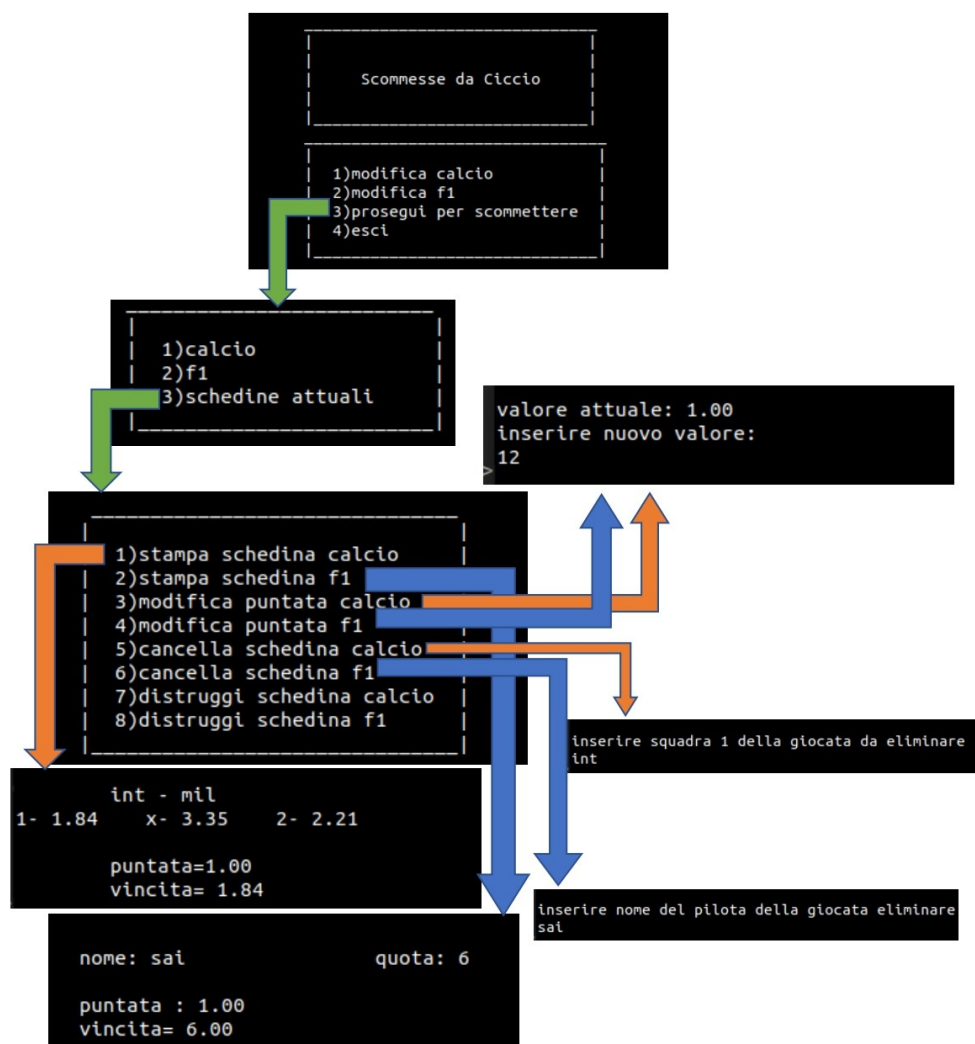 Scommesse da Ciccio
1)modifica calcio
2)modifica f1
3)prosegui per scommettere
4)esci
1)calcio
2)f1
3)schedine attuali
valore attuale: 1.00
inserire nuovo valore:
12
>
1)stampa schedina calcio
2)stampa schedina f1
3)modifica puntata calcio
4)modifica puntata f1
5)cancella schedina calcio
6)cancella schedina f1
7)distruggi schedina calcio
8)distruggi schedina f1
inserire squadra 1 della giocata da eliminare
int
int - mil
1- 1.84 x- 3.35 2- 2.21
puntata=1.00
vincita= 1.84
inserire nome del pilota della giocata eliminare
sai
nome: sai quota: 6
puntata : 1.00
vincita= 6.00